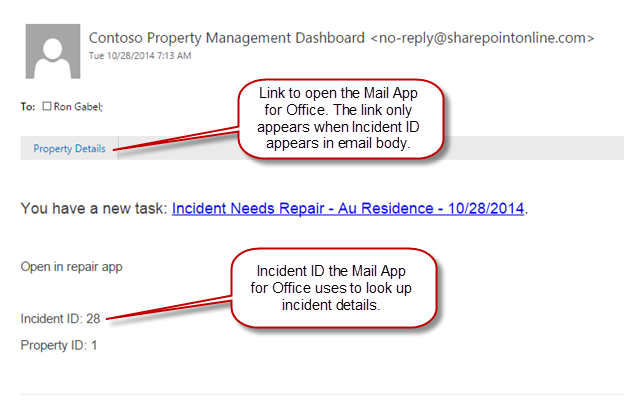 Contoso Property Management Dashboard <no-reply@sharepointonline.com>
Tue 10/28/2014 7:13 AM
To: Ron Gabel;
Link to open the Mail App
for Office. The link only
appears when Incident ID
appears in email body.
Property Details
You have a new task: Incident Needs Repair - Au Residence - 10/28/2014.
Open in repair app
Incident ID the Mail App
for Office uses to look up
incident details.
Incident ID: 28
Property ID: 1